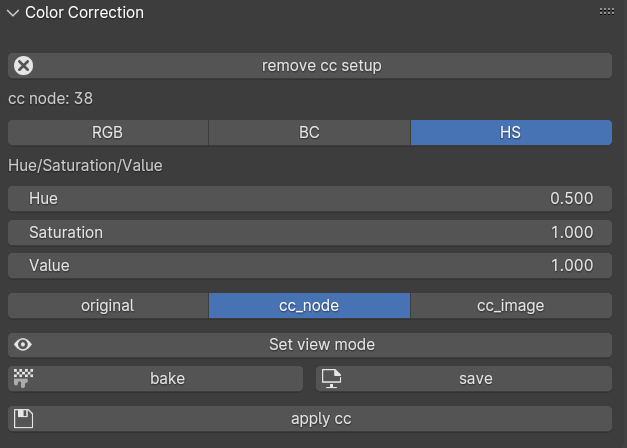 Color Correction
remove cc setup
cc node: 38
RGB BC HS
Hue/Saturation/Value
Hue 0.500
Saturation 1.000
Value 1.000
original cc_node cc_image
Set view mode
bake save
apply cc